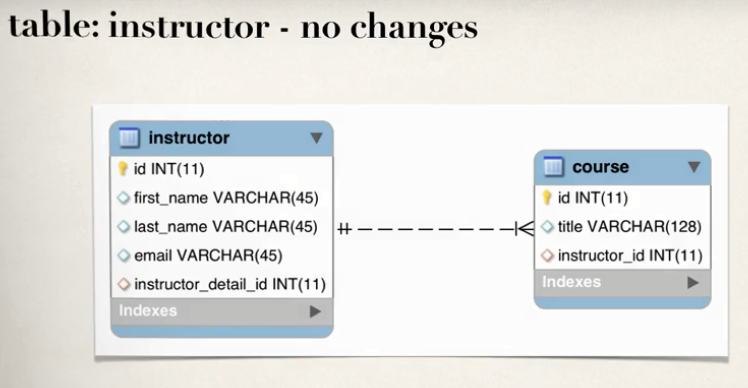 table: instructor - no changes
instructor
id INT(11)
first_name VARCHAR(45)
last_name VARCHAR(45)
email VARCHAR(45)
instructor_detail_id INT(11)
Indexes
course
id INT(11)
title VARCHAR(128)
instructor_id INT(11)
Indexes